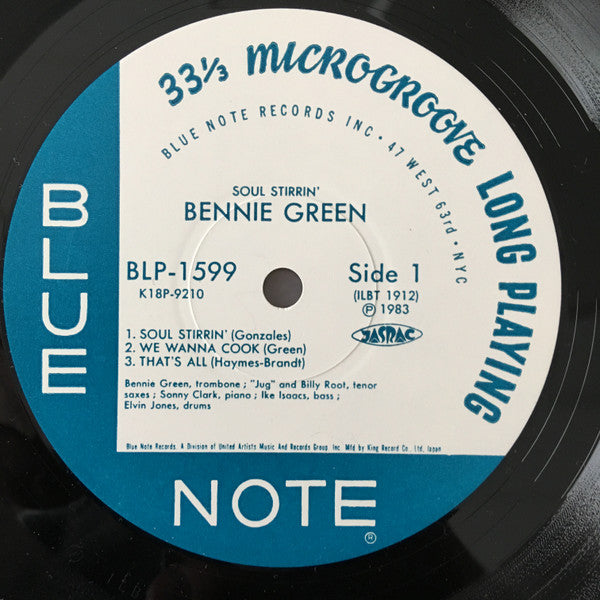 33⅓ MICROGROOVE LONG PLAYING
BLUE NOTE RECORDS INC • 47 WEST 63rd • NYC
SOUL STIRRIN'
BENNIE GREEN
BLP-1599
K18P-9210
Side 1
(ILBT 1912)
℗ 1983
JASRAC
1. SOUL STIRRIN' (Gonzales)
2. WE WANNA COOK (Green)
3. THAT'S ALL (Haymes-Brandt)
Bennie Green, trombone ; "Jug" and Billy Root, tenor
saxes ; Sonny Clark, piano ; Ike Isaacs, bass ;
Elvin Jones, drums
Blue Note Records. A Division of United Artists Music And Records Group, Inc. Mfd by King Record Co. Ltd, Japan
BLUE
NOTE ®